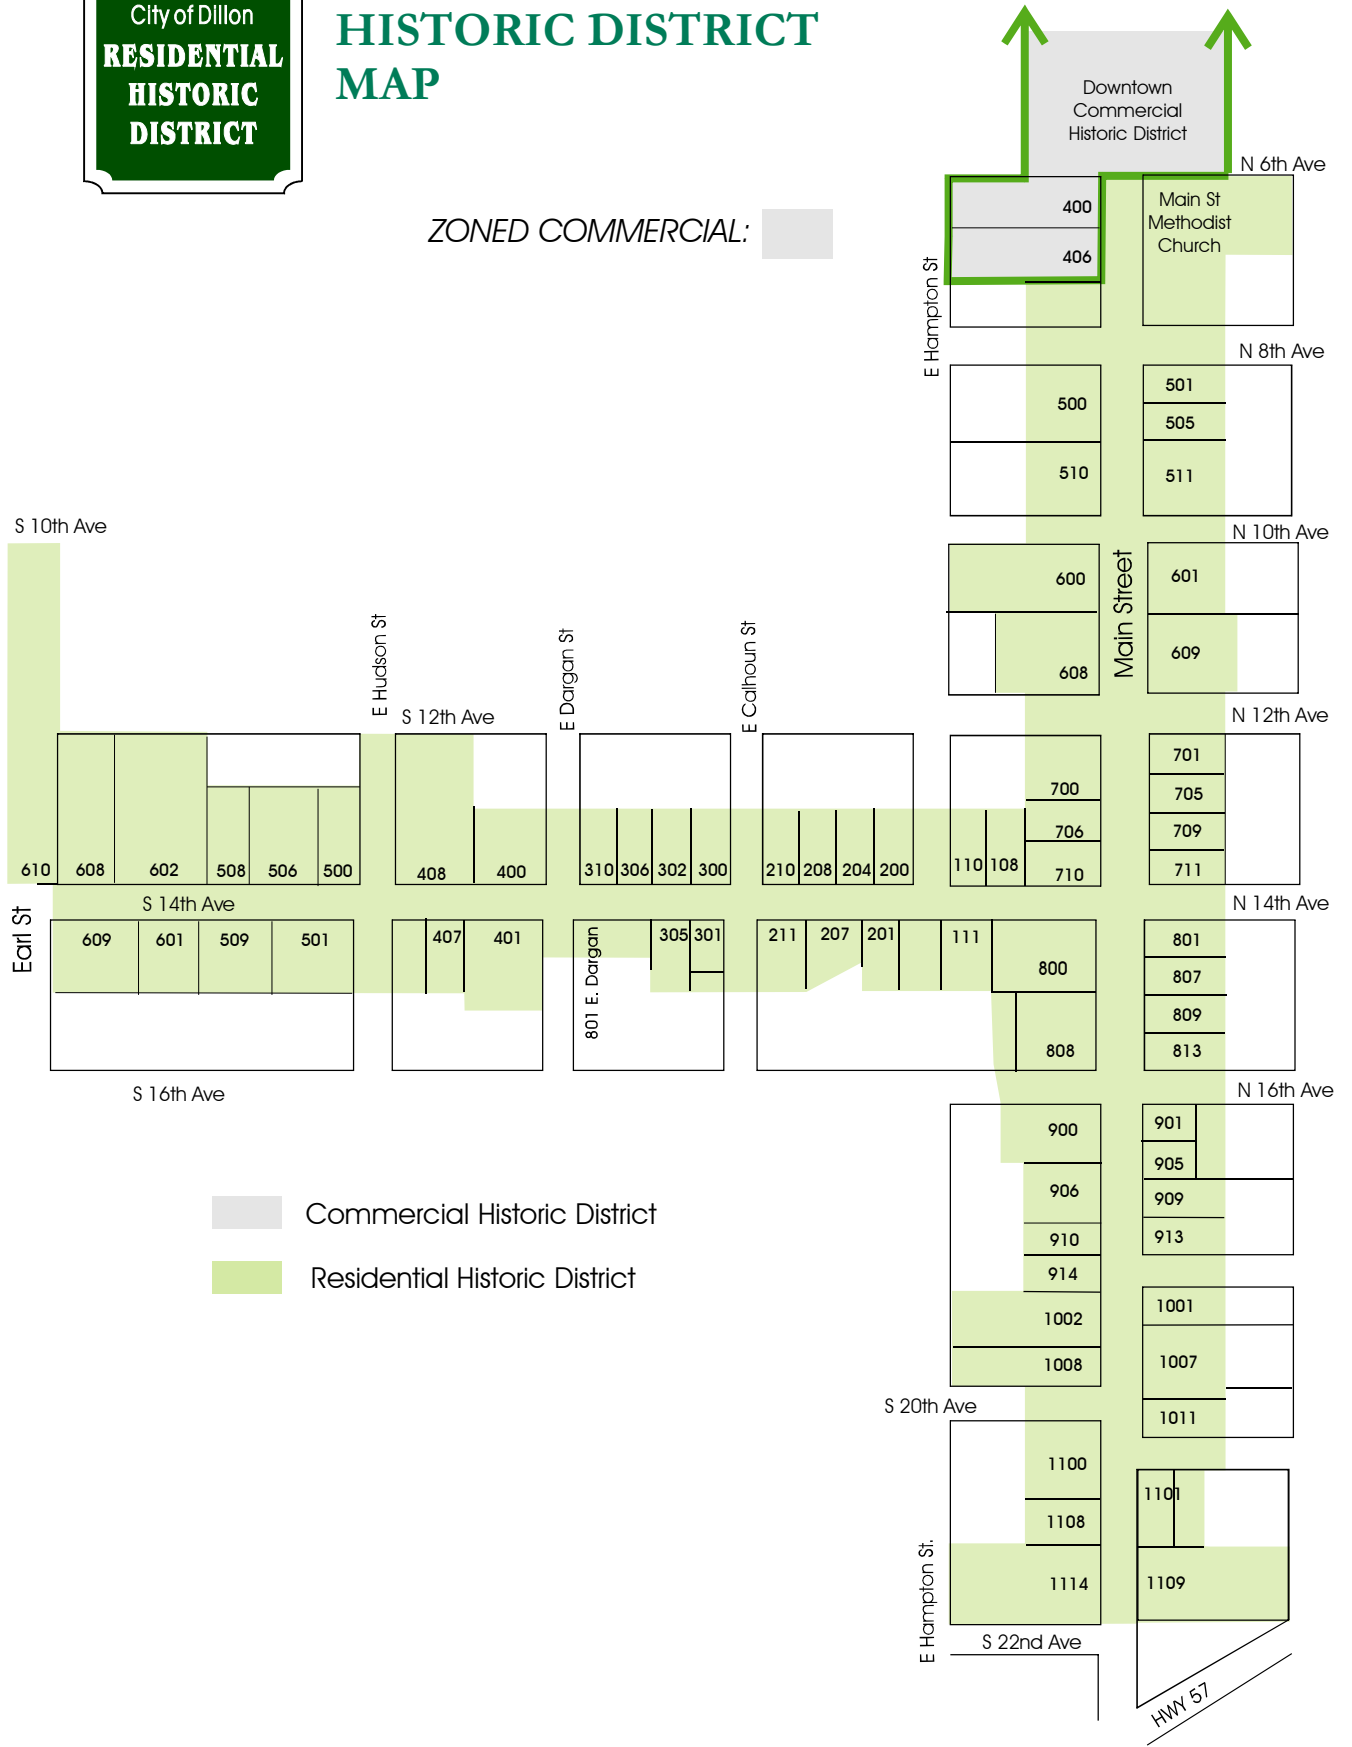 City of Dillon
RESIDENTIAL
HISTORIC
DISTRICT
HISTORIC DISTRICT
MAP
ZONED COMMERCIAL:
Downtown
Commercial
Historic District
N 6th Ave
400
406
Main St
Methodist
Church
E Hampton St
N 8th Ave
500
510
501
505
511
S 10th Ave
N 10th Ave
600
608
Main Street
601
609
E Hudson St
S 12th Ave
E Dargan St
E Calhoun St
N 12th Ave
700
706
710
701
705
709
711
610
608
602
508
506
500
408
400
310
306
302
300
210
208
204
200
110
108
S 14th Ave
N 14th Ave
Earl St
609
601
509
501
407
401
801 E. Dargan
305
301
211
207
201
111
800
808
801
807
809
813
S 16th Ave
N 16th Ave
900
906
910
914
1002
1008
901
905
909
913
Commercial Historic District
Residential Historic District
1001
1007
1011
S 20th Ave
1100
1108
1114
1101
1109
E Hampton St.
S 22nd Ave
HWY 57